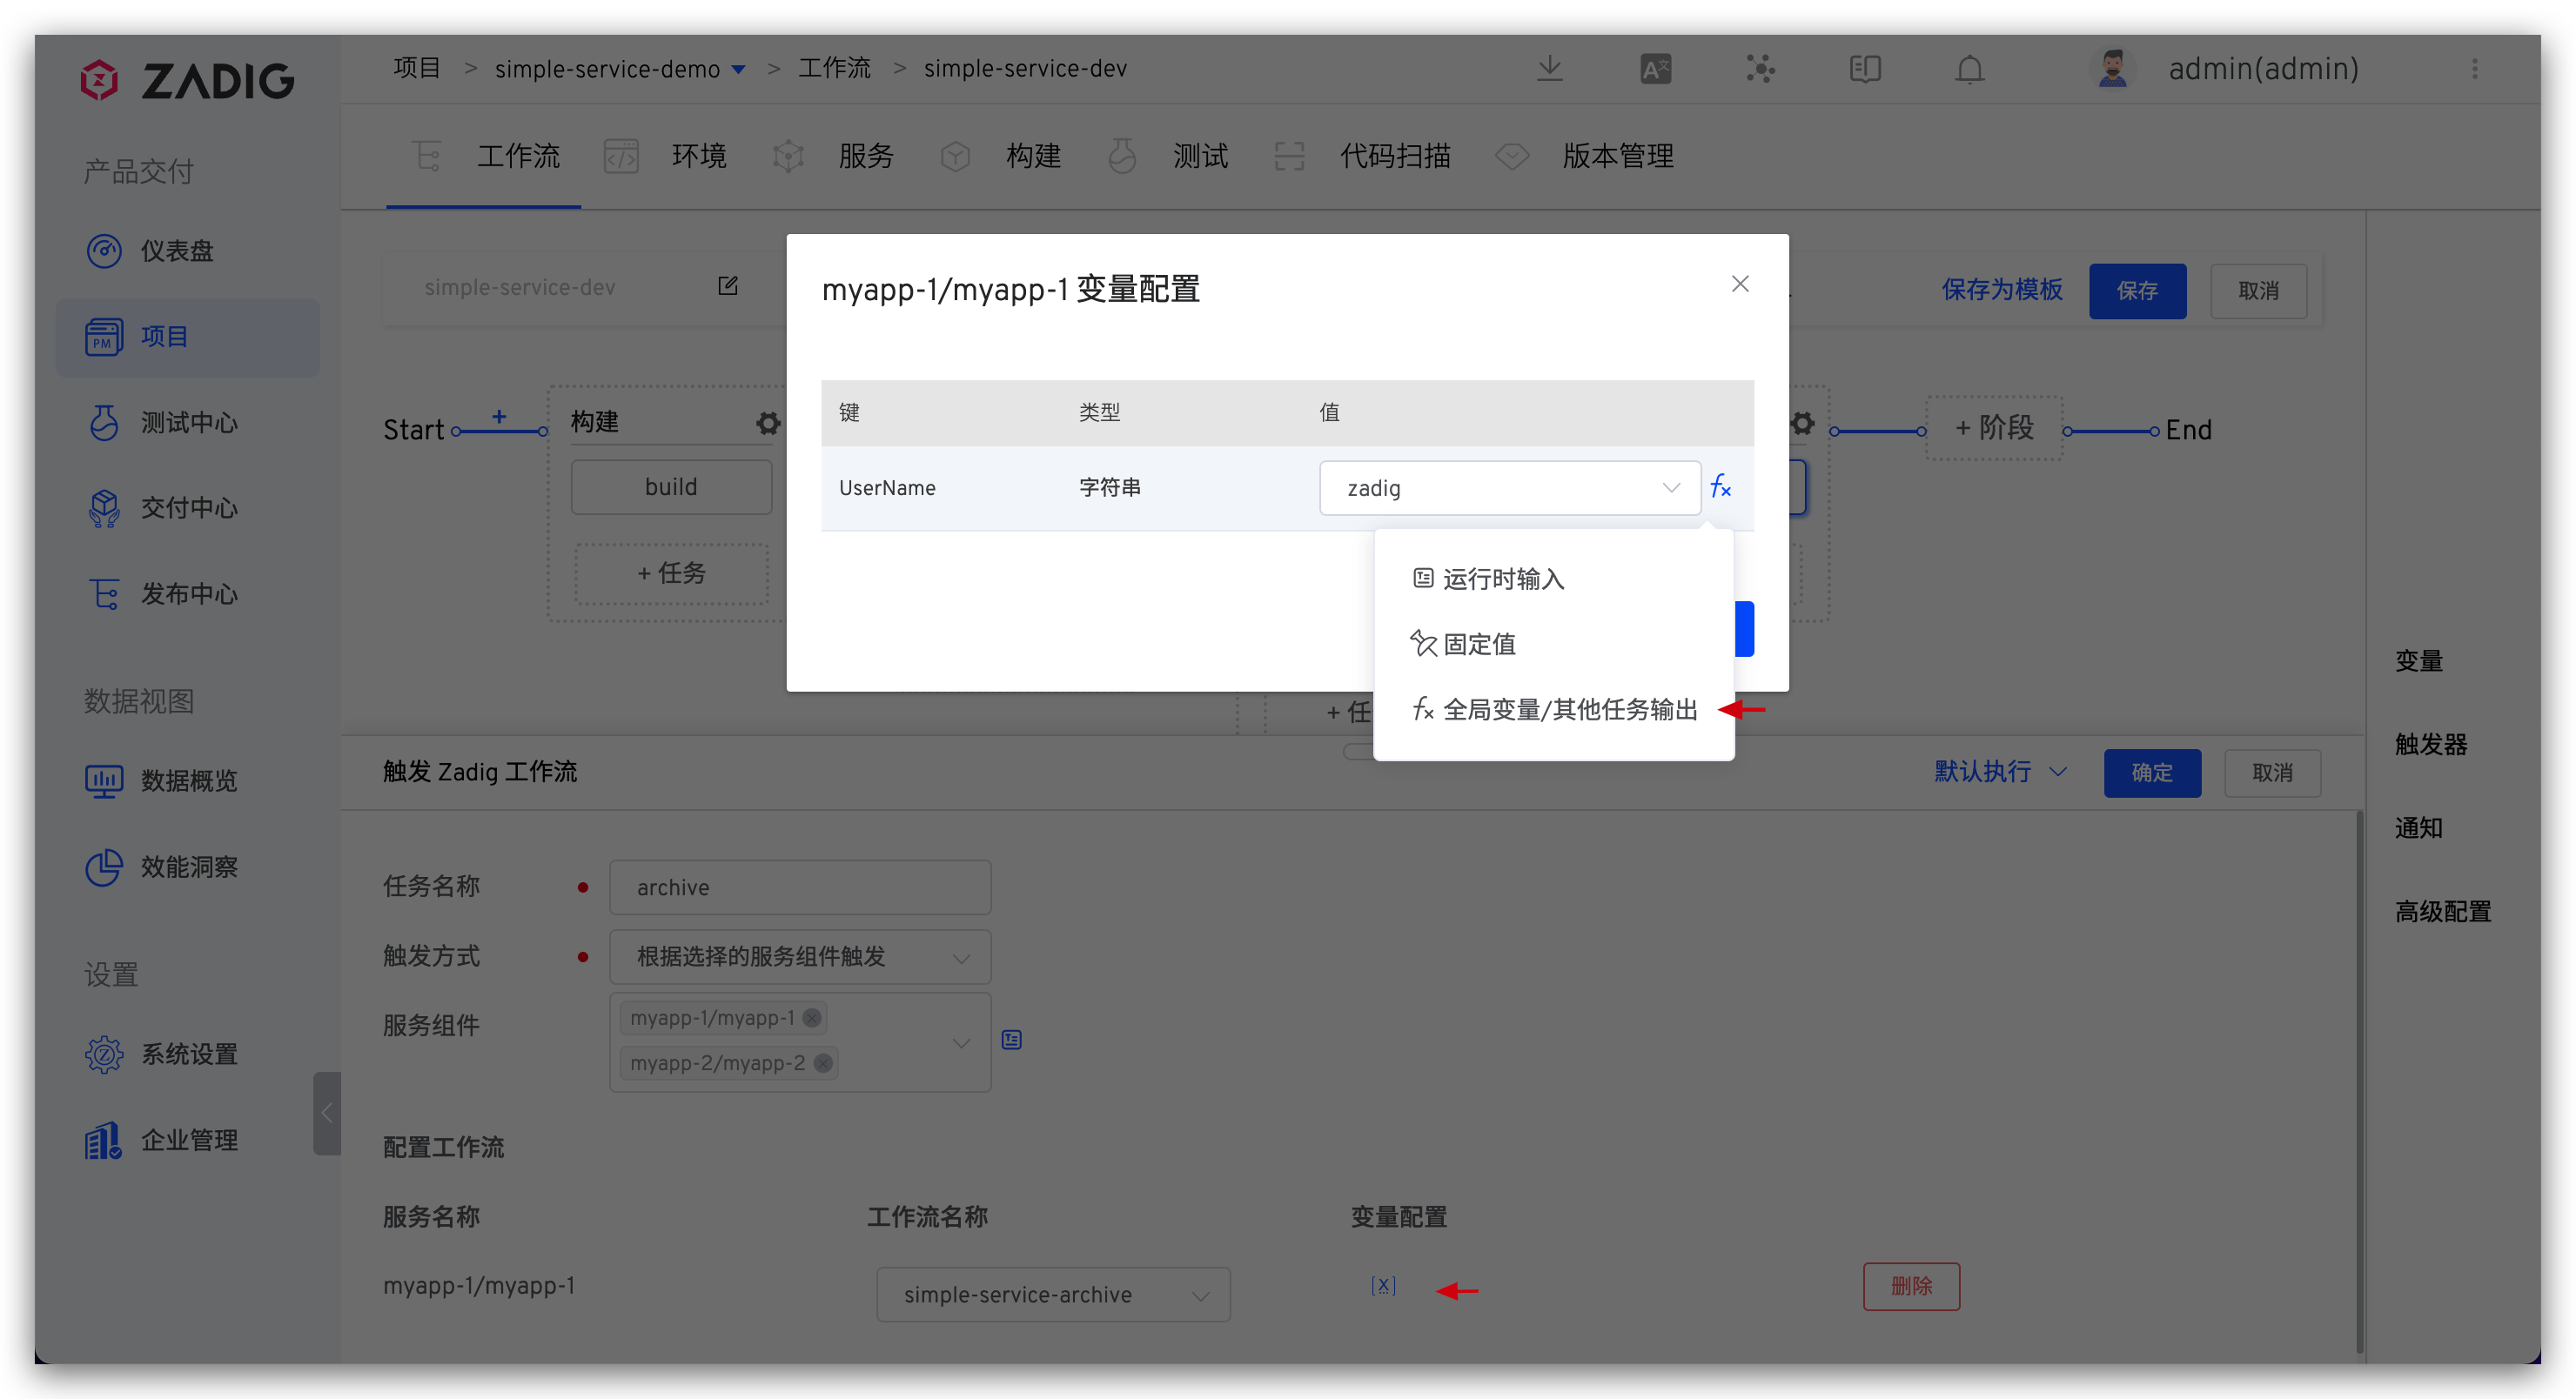 ZADIG
项目 > simple-service-demo > 工作流 > simple-service-dev
admin(admin)
工作流 环境 服务 构建 测试 代码扫描 版本管理
产品交付
仪表盘
PM 项目
测试中心
交付中心
发布中心
数据视图
数据概览
效能洞察
设置
系统设置
企业管理
simple-service-dev
保存为模板 保存 取消
Start
构建
build
+ 任务
+ 阶段
End
myapp-1/myapp-1 变量配置
键 类型 值
UserName 字符串 zadig
运行时输入
固定值
全局变量/其他任务输出
+ 任
变量
触发器
通知
高级配置
触发 Zadig 工作流
默认执行 确定 取消
任务名称 archive
触发方式 根据选择的服务组件触发
服务组件 myapp-1/myapp-1
myapp-2/myapp-2
配置工作流
服务名称 工作流名称 变量配置
myapp-1/myapp-1 simple-service-archive [x] 删除